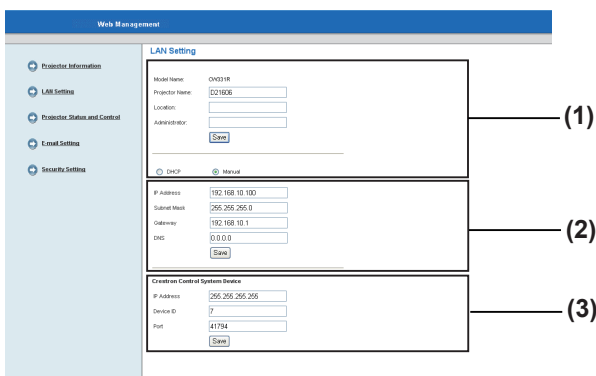 Web Management
LAN Setting
Projector Information
LAN Setting
Projector Status and Control
E-mail Setting
Security Setting
Model Name: OW331R
Projector Name: D21606
Location:
Administrator:
Save
DHCP Manual
(1)
IP Address 192.168.10.100
Subnet Mask 255.255.255.0
Gateway 192.168.10.1
DNS 0.0.0.0
Save
(2)
Crestron Control System Device
IP Address 255.255.255.255
Device ID 7
Port 41794
Save
(3)